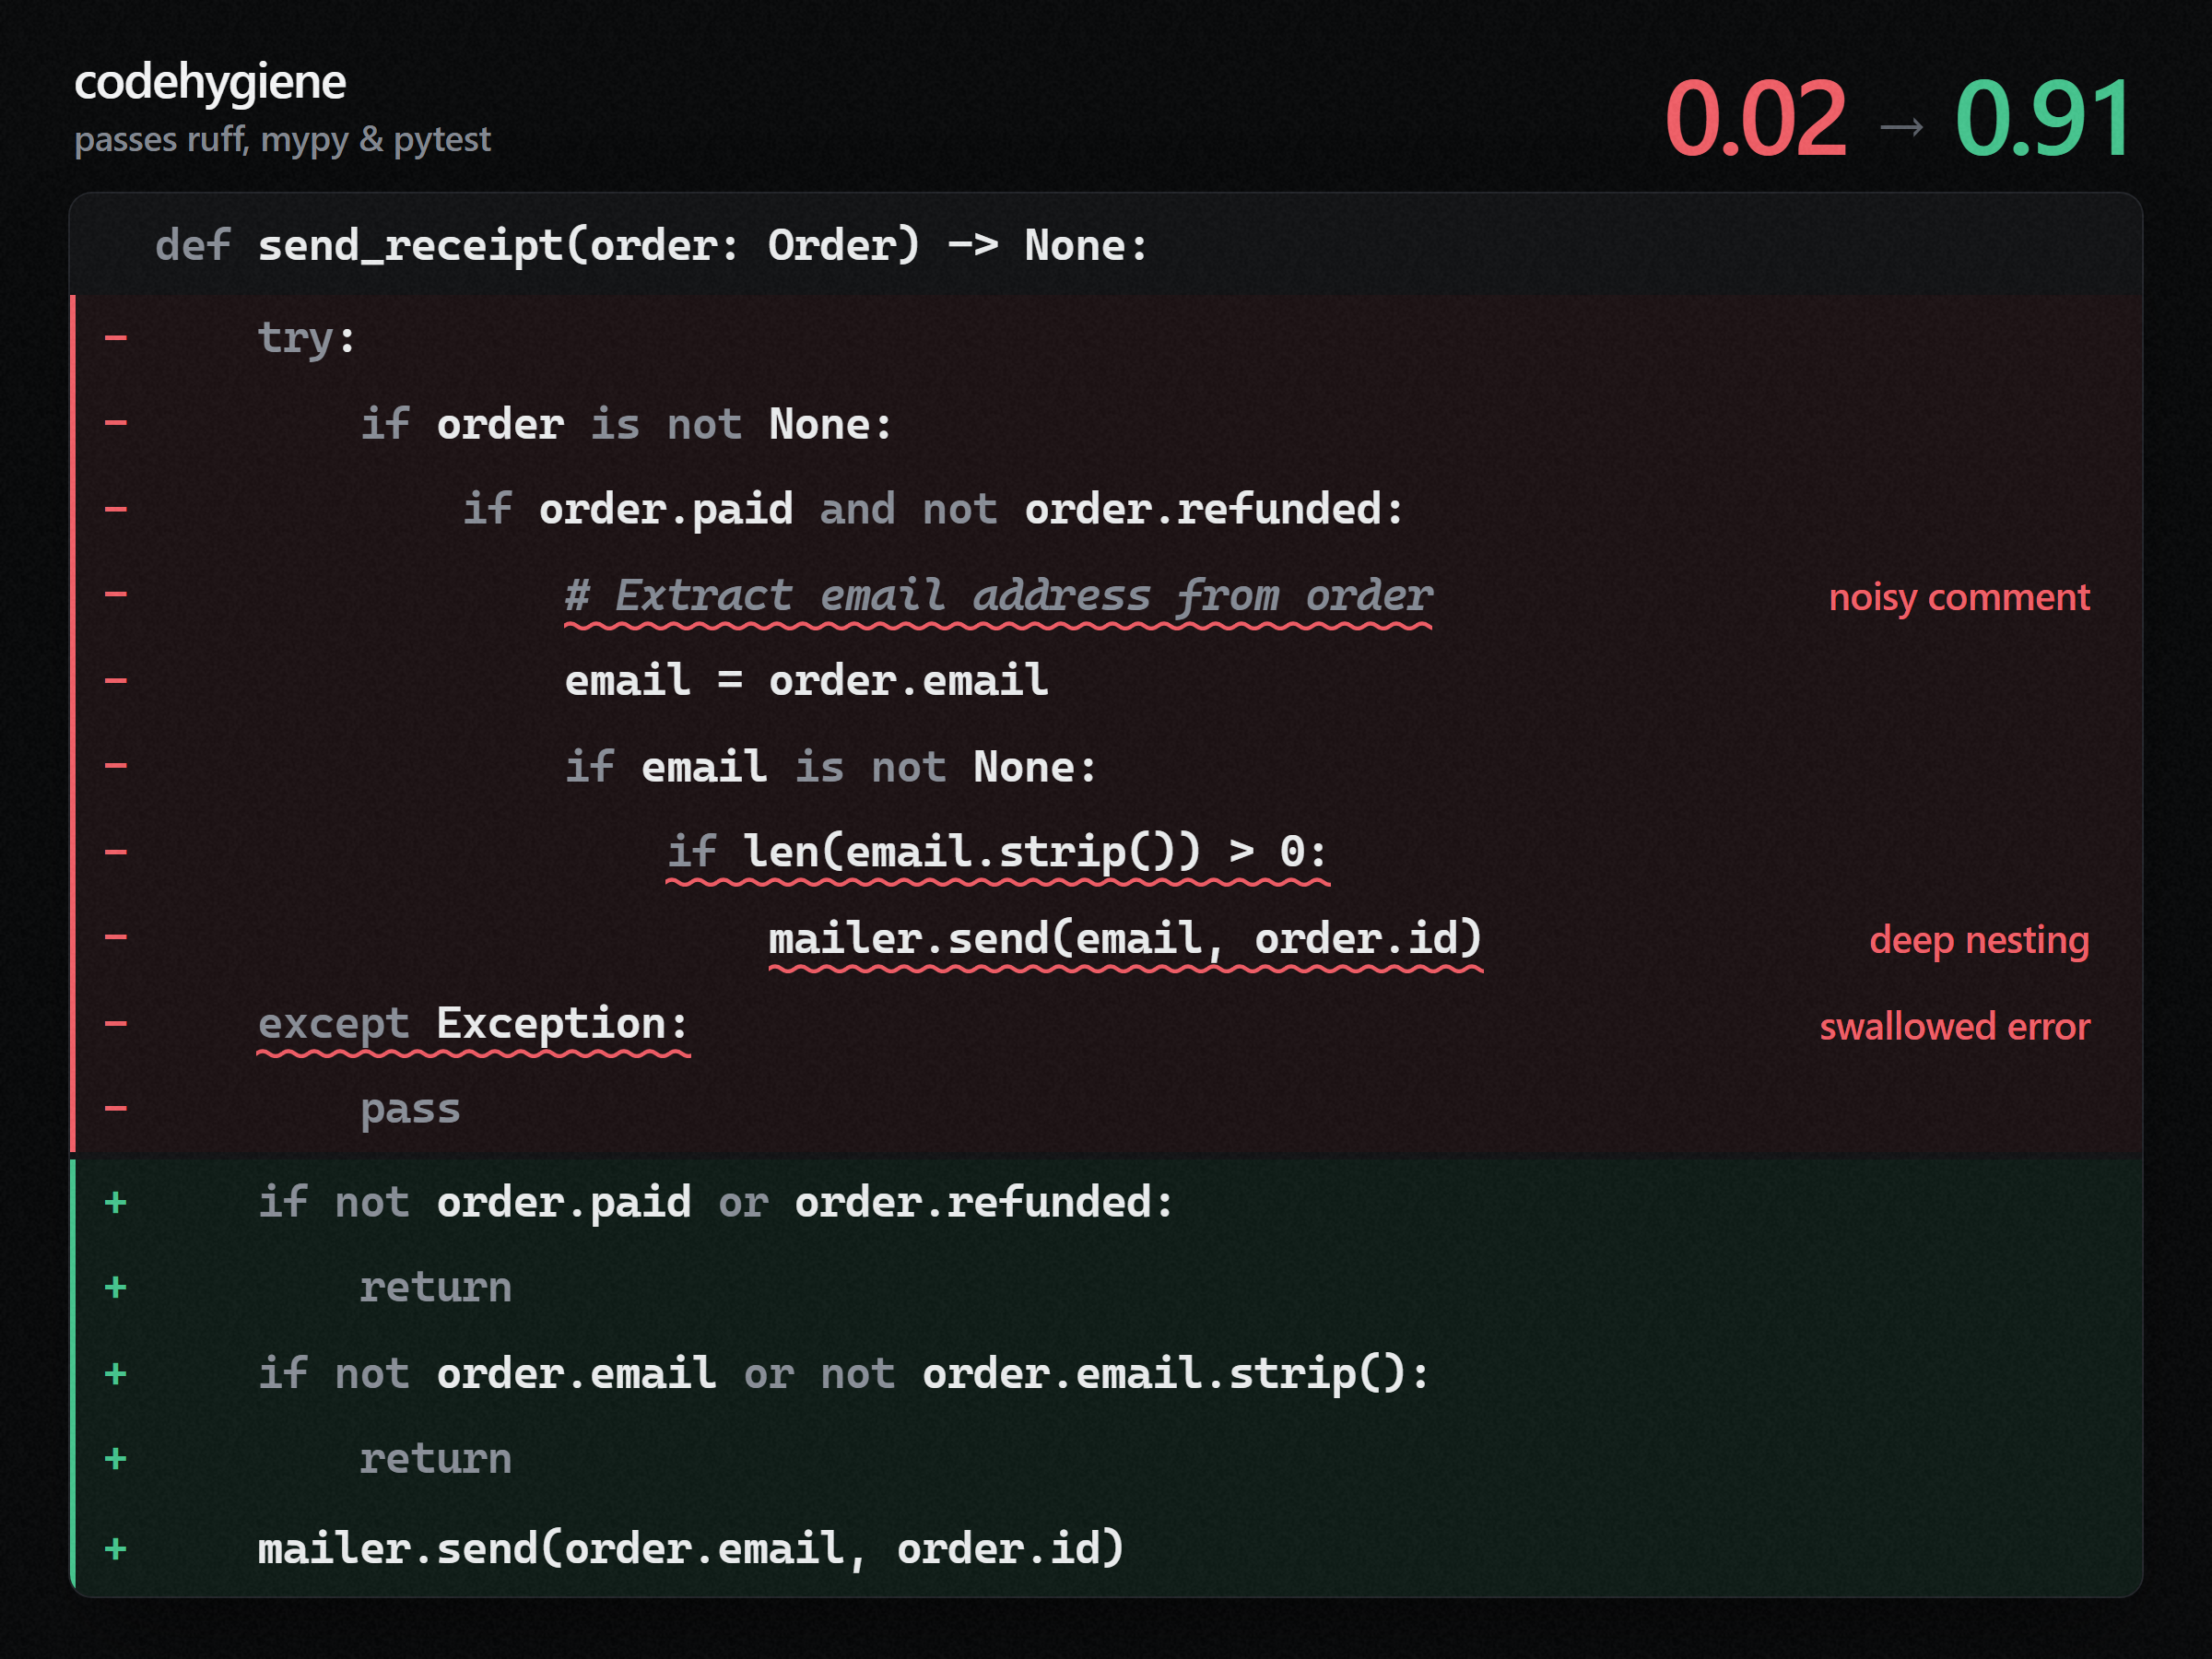 codehygiene
passes ruff, mypy & pytest
0.02 → 0.91
def send_receipt(order: Order) -> None:
-     try:
-         if order is not None:
-             if order.paid and not order.refunded:
-                 # Extract email address from order    noisy comment
-                 email = order.email
-                 if email is not None:
-                     if len(email.strip()) > 0:
-                         mailer.send(email, order.id)    deep nesting
-     except Exception:    swallowed error
-         pass
+     if not order.paid or order.refunded:
+         return
+     if not order.email or not order.email.strip():
+         return
+     mailer.send(order.email, order.id)